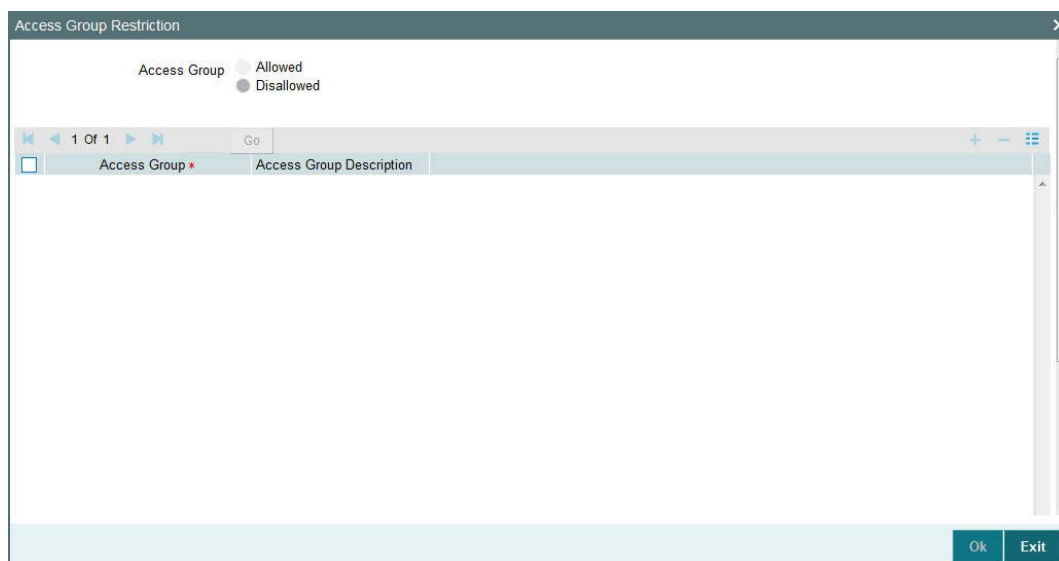 Access Group Restriction
Access Group Allowed
Disallowed
1 Of 1 Go
Access Group * Access Group Description
Ok Exit